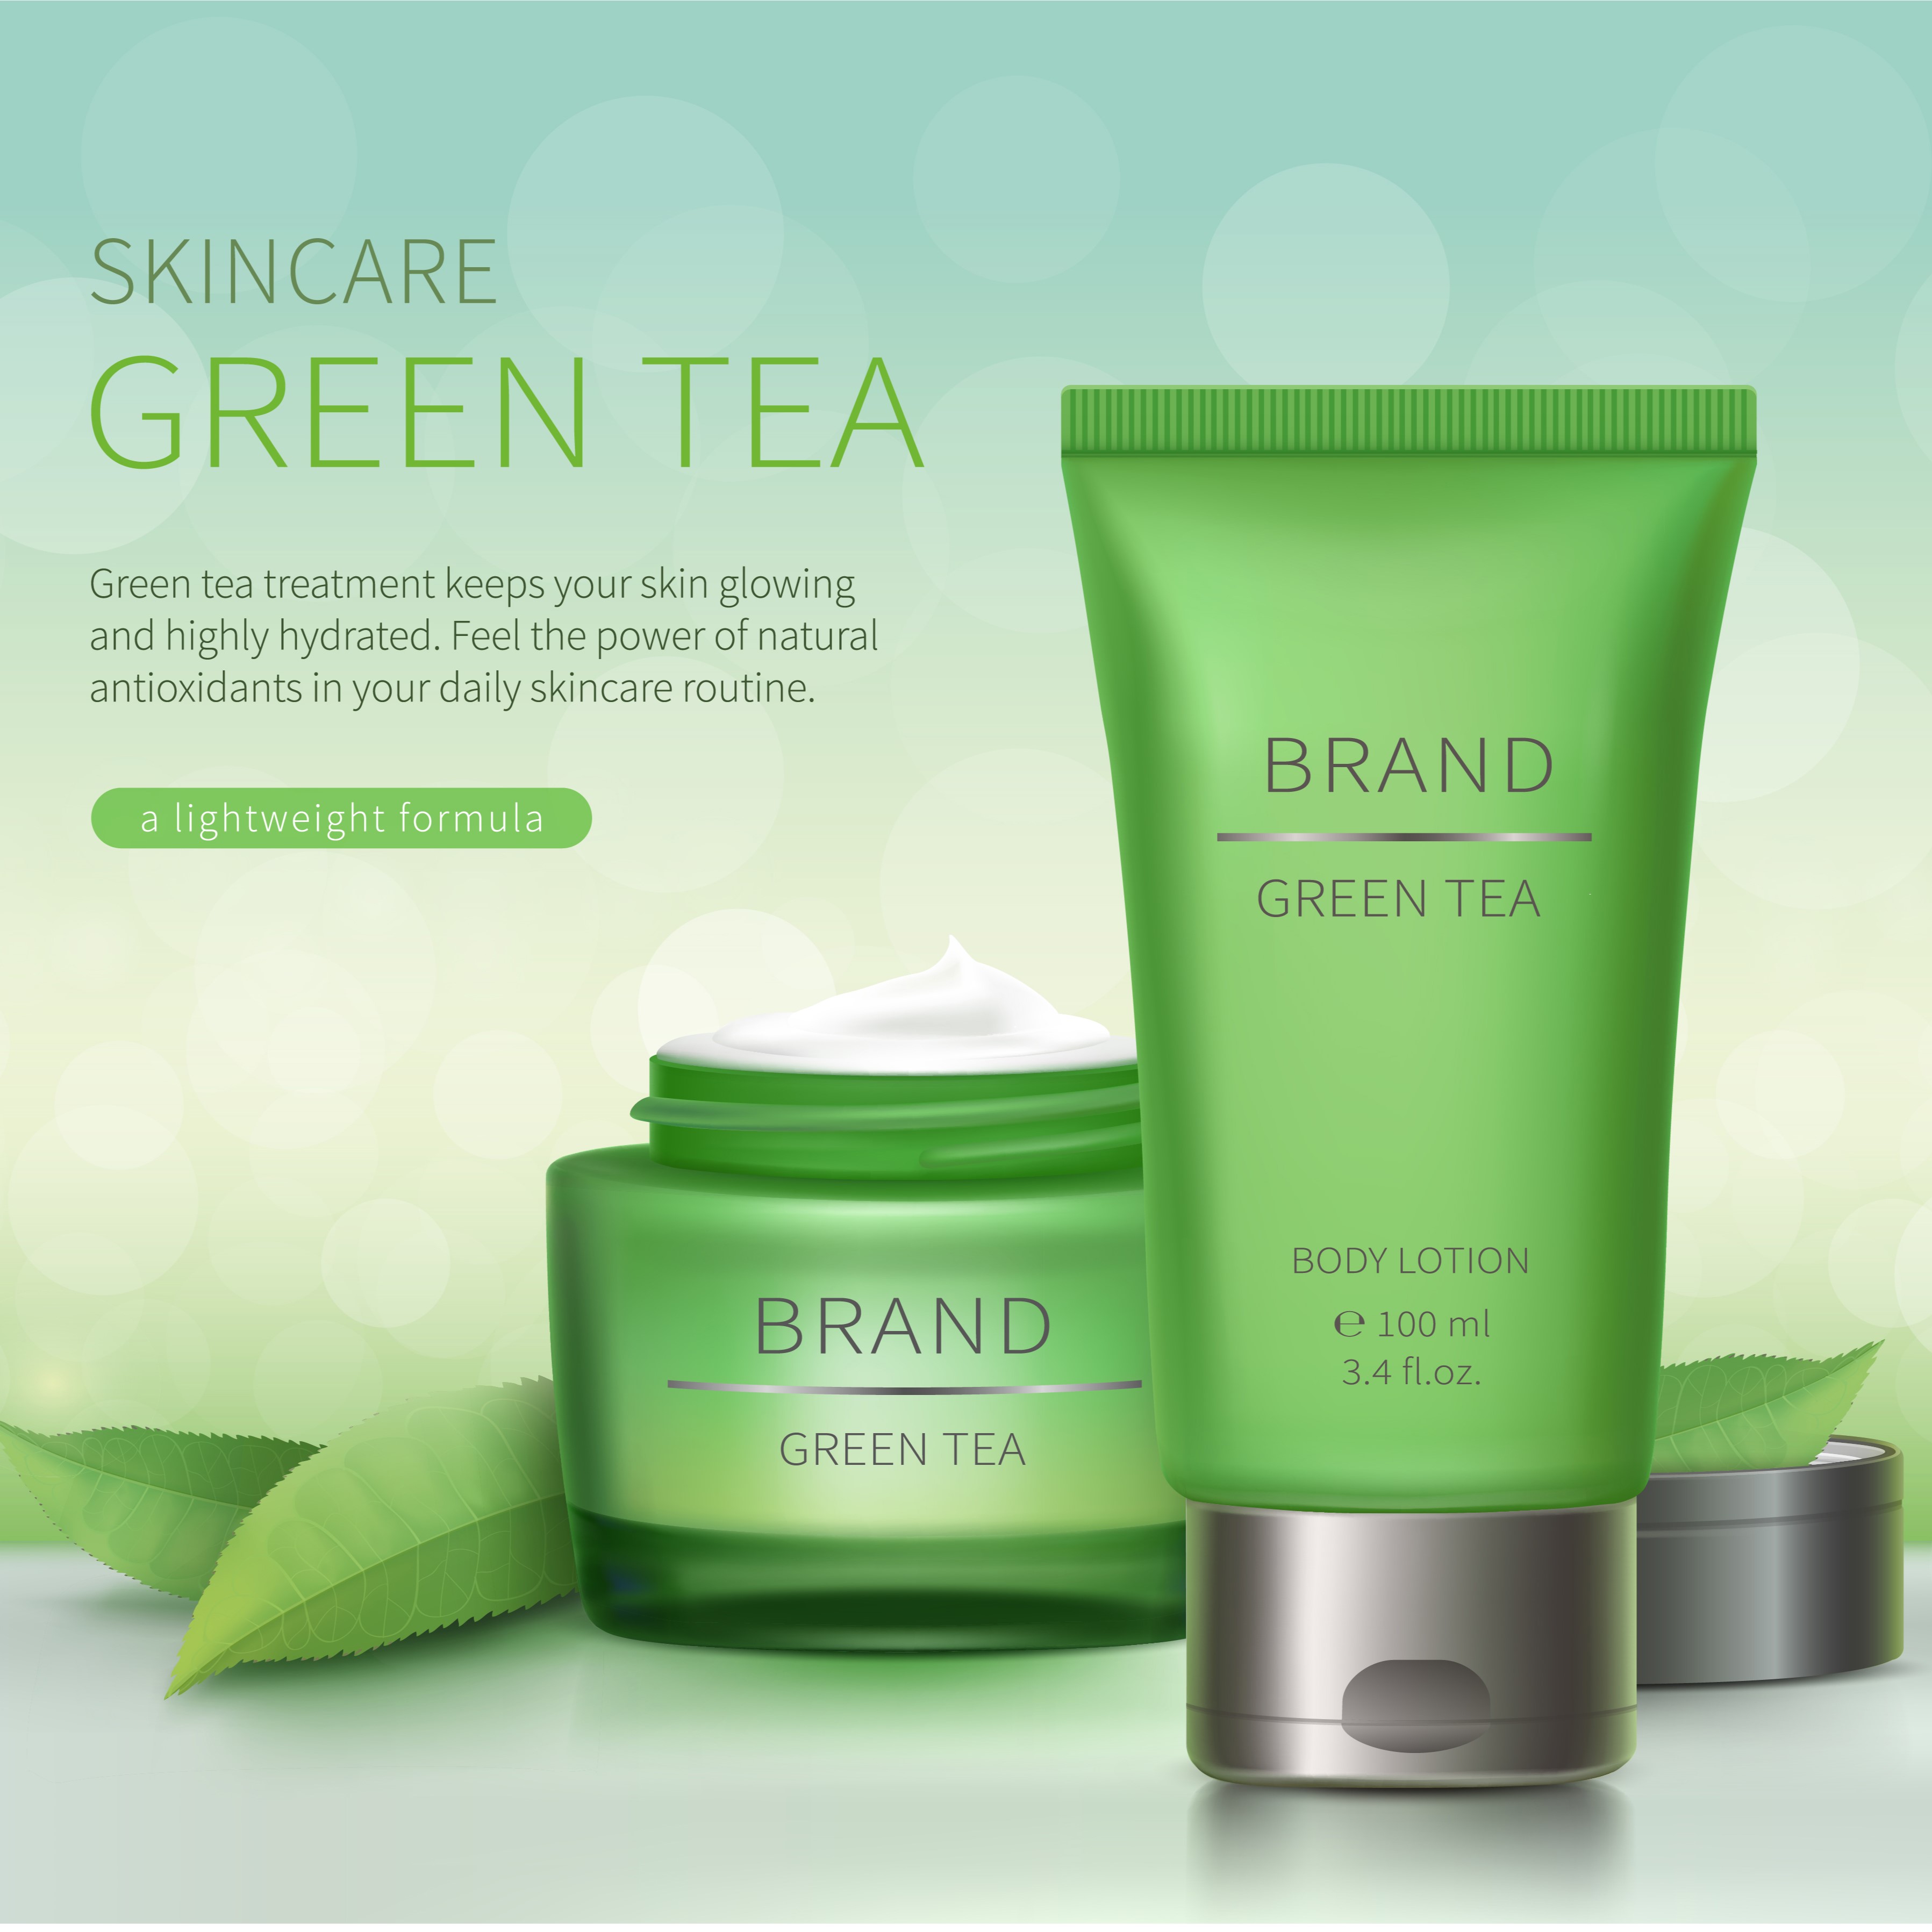 SKINCARE
GREEN TEA
Green tea treatment keeps your skin glowing
and highly hydrated. Feel the power of natural
antioxidants in your daily skincare routine.
a lightweight formula
BRAND
GREEN TEA
BODY LOTION
℮ 100 ml
3.4 fl.oz.
BRAND
GREEN TEA